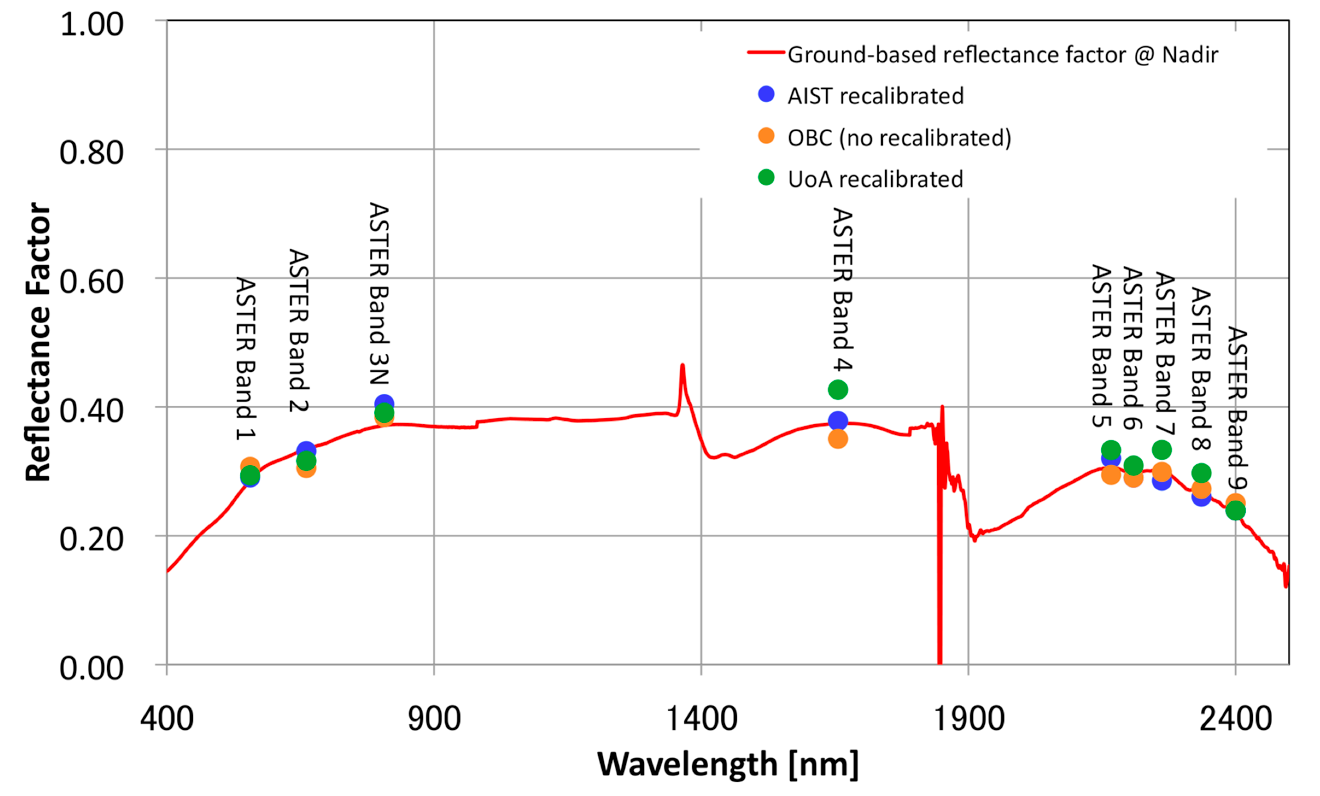 1.00
0.80
0.60
0.40
0.20
0.00
Reflectance Factor
Ground-based reflectance factor @ Nadir
AIST recalibrated
OBC (no recalibrated)
UoA recalibrated
ASTER Band 1
ASTER Band 2
ASTER Band 3N
ASTER Band 4
ASTER Band 5
ASTER Band 6
ASTER Band 7
ASTER Band 8
ASTER Band 9
400
900
1400
1900
2400
Wavelength [nm]